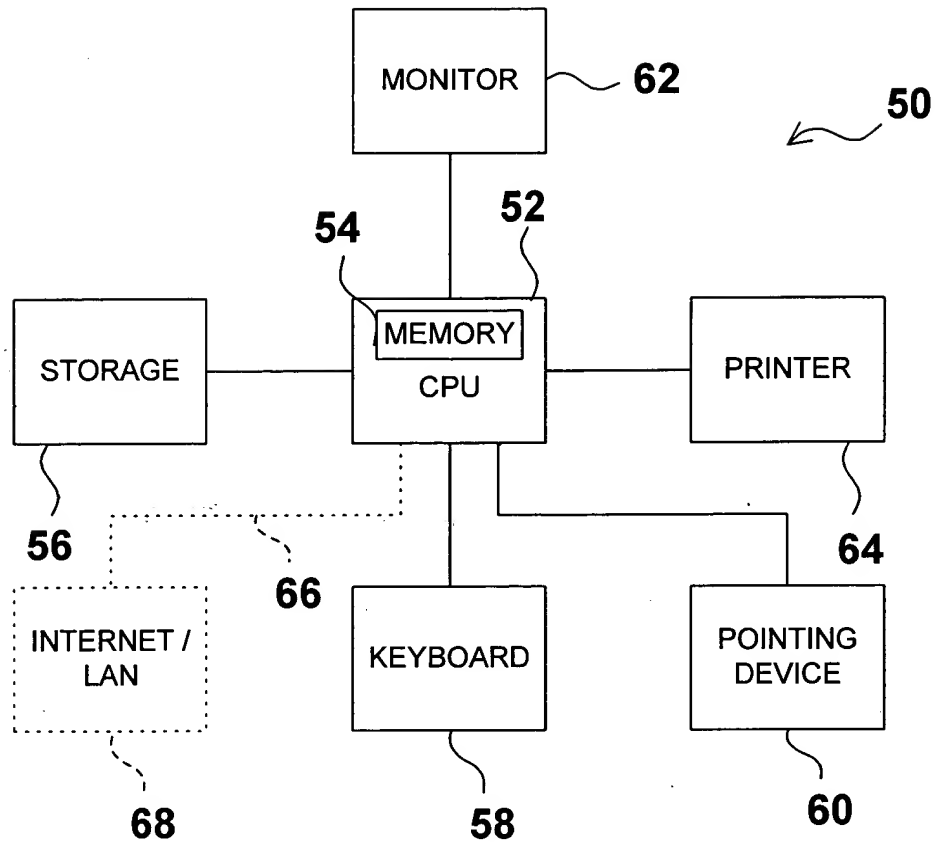 MONITOR
62
50
54
52
MEMORY
CPU
STORAGE
PRINTER
56
66
64
INTERNET /
LAN
KEYBOARD
POINTING
DEVICE
68
58
60